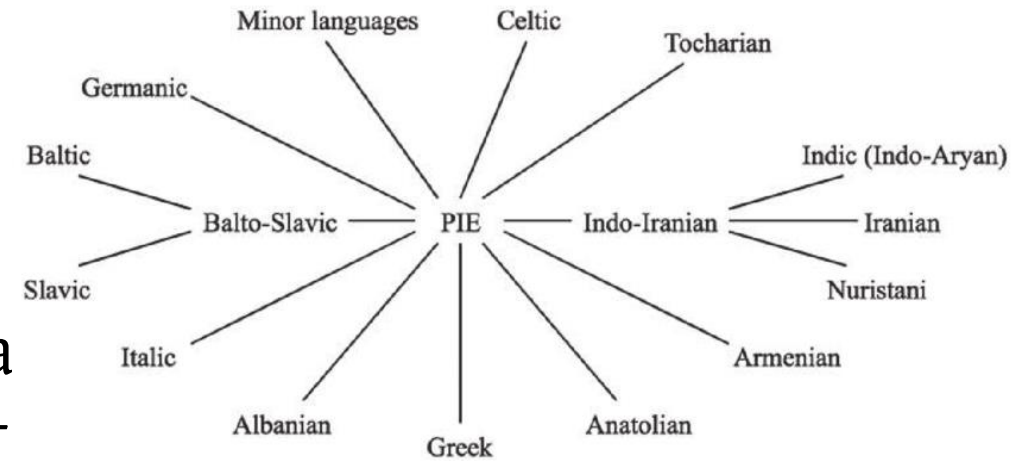 Minor languages
Celtic
Tocharian
Germanic
Baltic
Indic (Indo-Aryan)
Balto-Slavic
PIE
Indo-Iranian
Iranian
Slavic
Nuristani
a
Italic
Armenian
-
Albanian
Anatolian
Greek